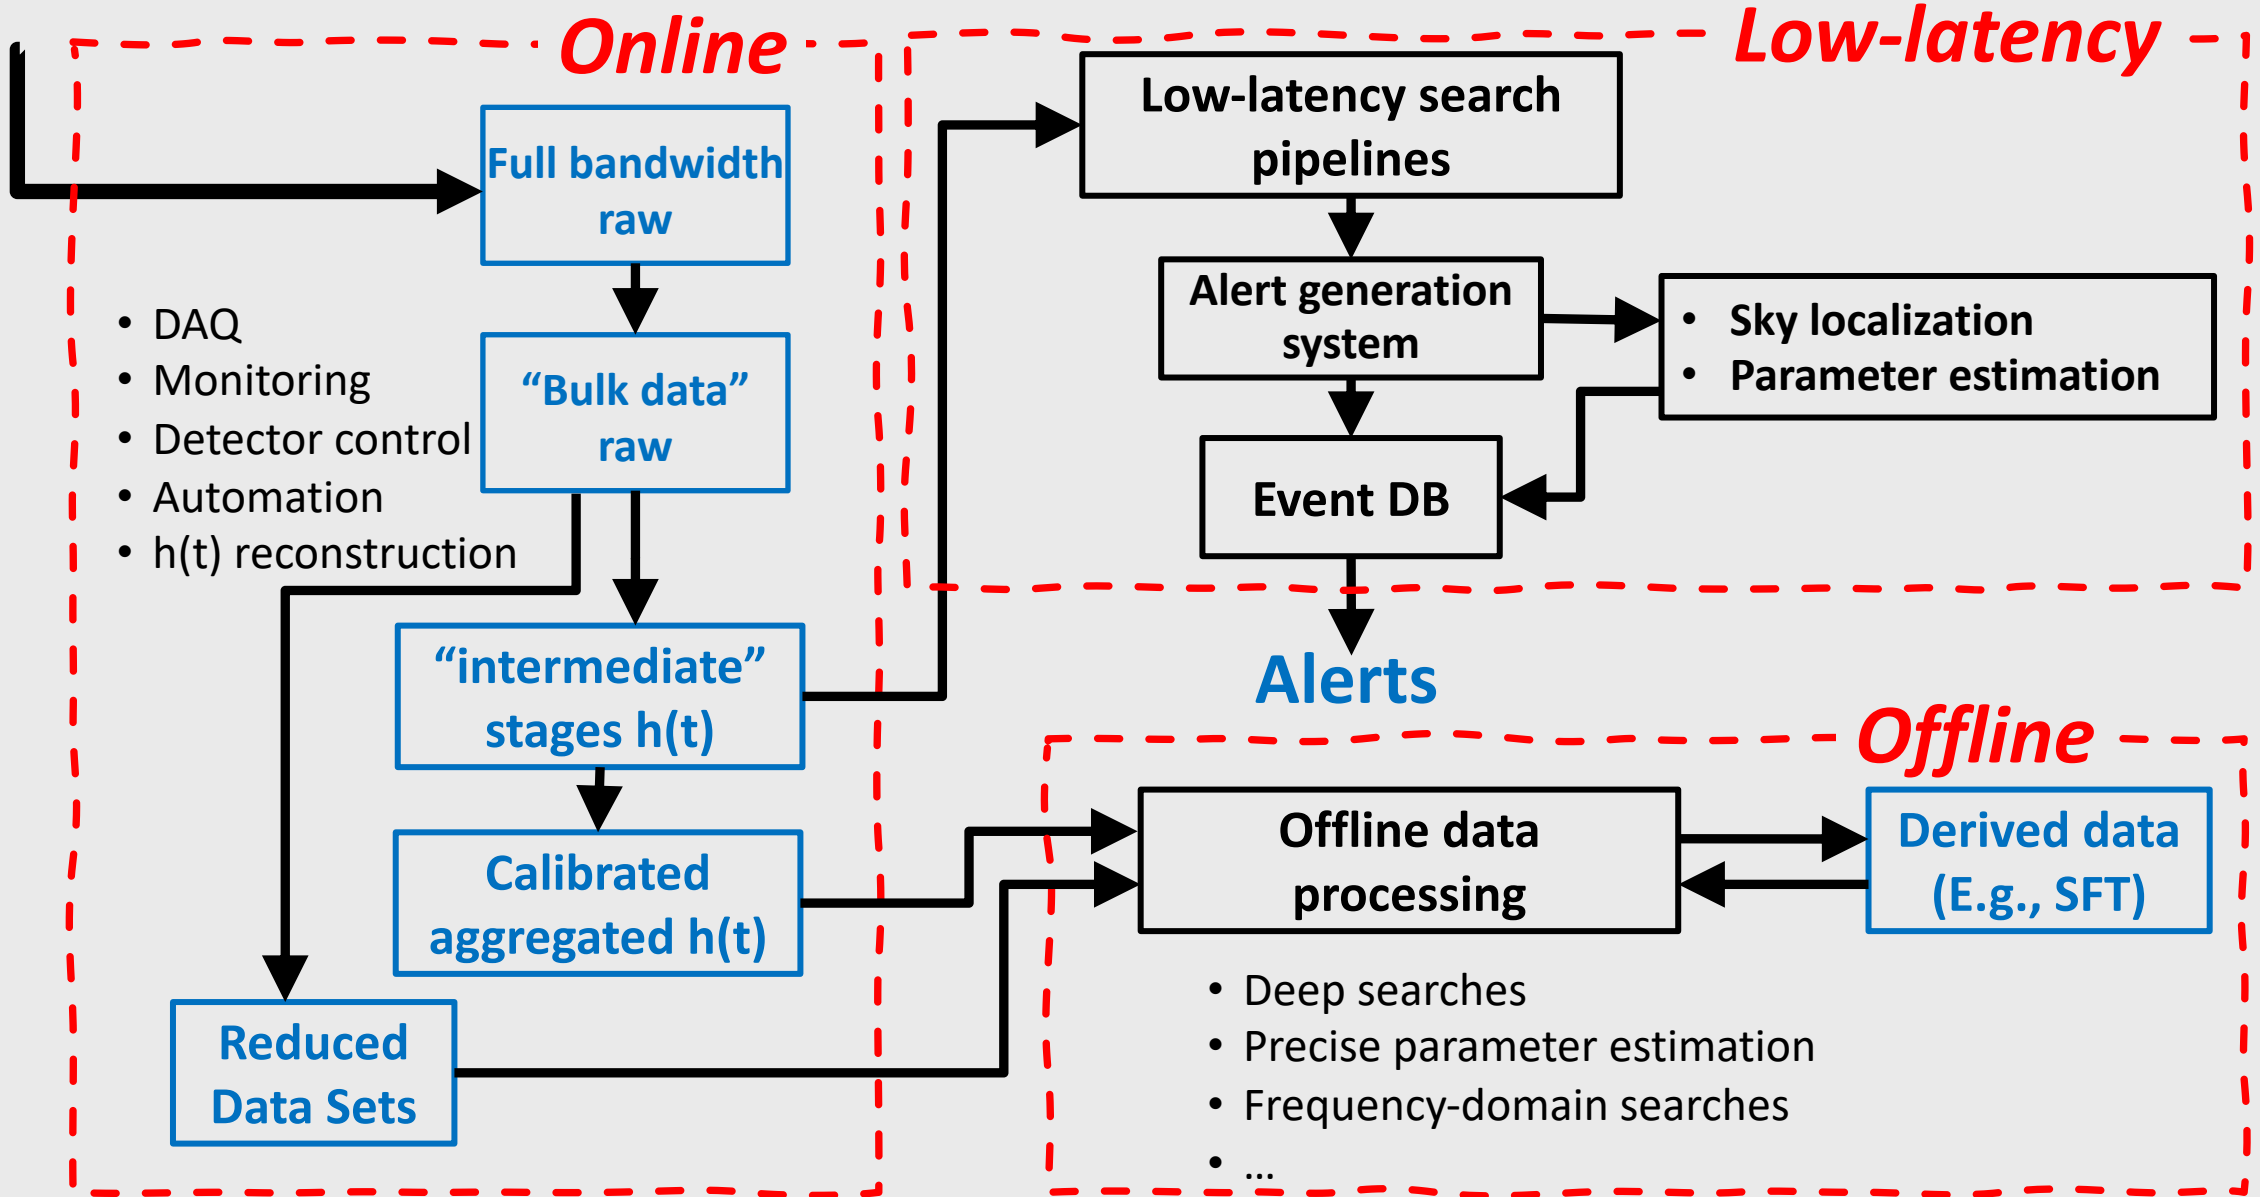 Online
Full bandwidth
raw
• DAQ
• Monitoring
• Detector control
• Automation
• h(t) reconstruction
“Bulk data”
raw
“intermediate”
stages h(t)
Calibrated
aggregated h(t)
Reduced
Data Sets
Low-latency
Low-latency search
pipelines
Alert generation
system
• Sky localization
• Parameter estimation
Event DB
Alerts
Offline
Offline data
processing
Derived data
(E.g., SFT)
• Deep searches
• Precise parameter estimation
• Frequency-domain searches
• ...